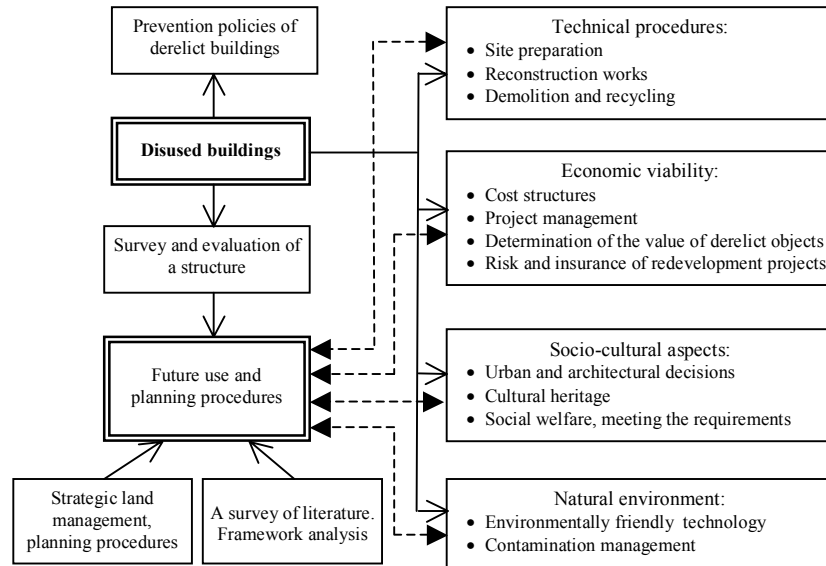 Prevention policies of
derelict buildings
Disused buildings
Survey and evaluation of
a structure
Future use and
planning procedures
Strategic land
management,
planning procedures
A survey of literature.
Framework analysis
Technical procedures:
• Site preparation
• Reconstruction works
• Demolition and recycling
Economic viability:
• Cost structures
• Project management
• Determination of the value of derelict objects
• Risk and insurance of redevelopment projects
Socio-cultural aspects:
• Urban and architectural decisions
• Cultural heritage
• Social welfare, meeting the requirements
Natural environment:
• Environmentally friendly technology
• Contamination management